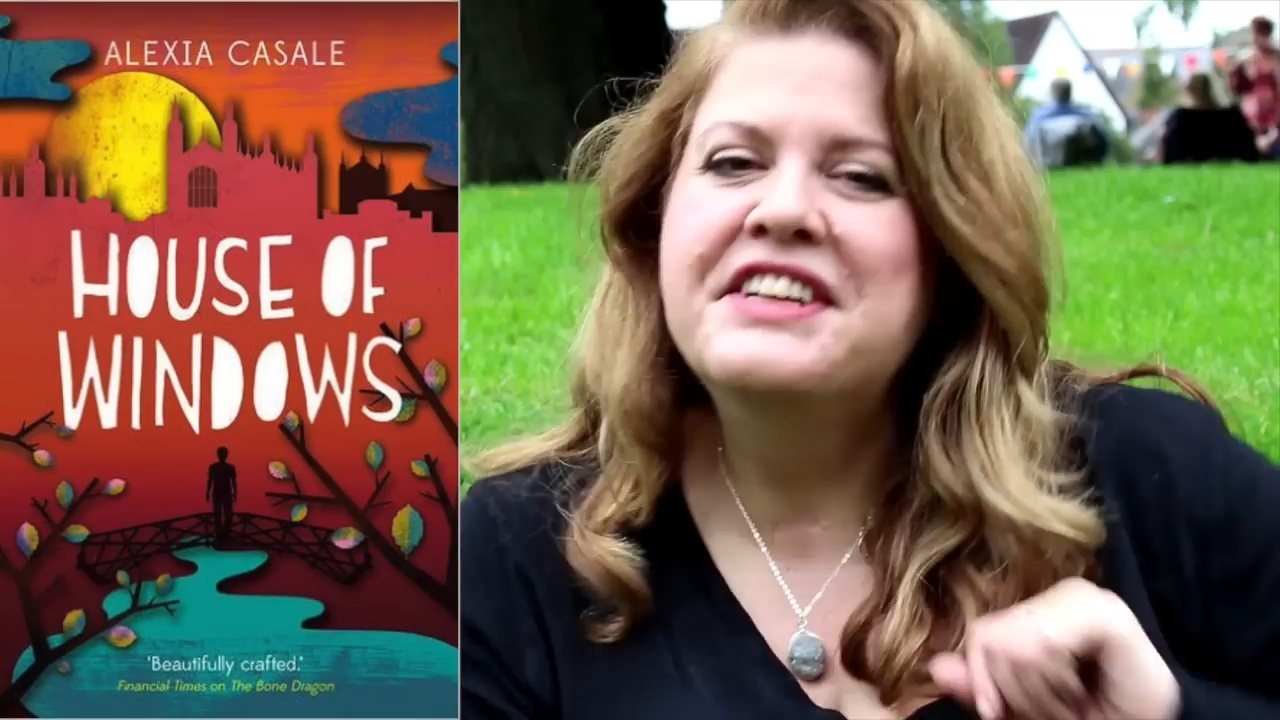 ALEXIA CASALE
HOUSE OF
WINDOWS
'Beautifully crafted.'
Financial Times on The Bone Dragon